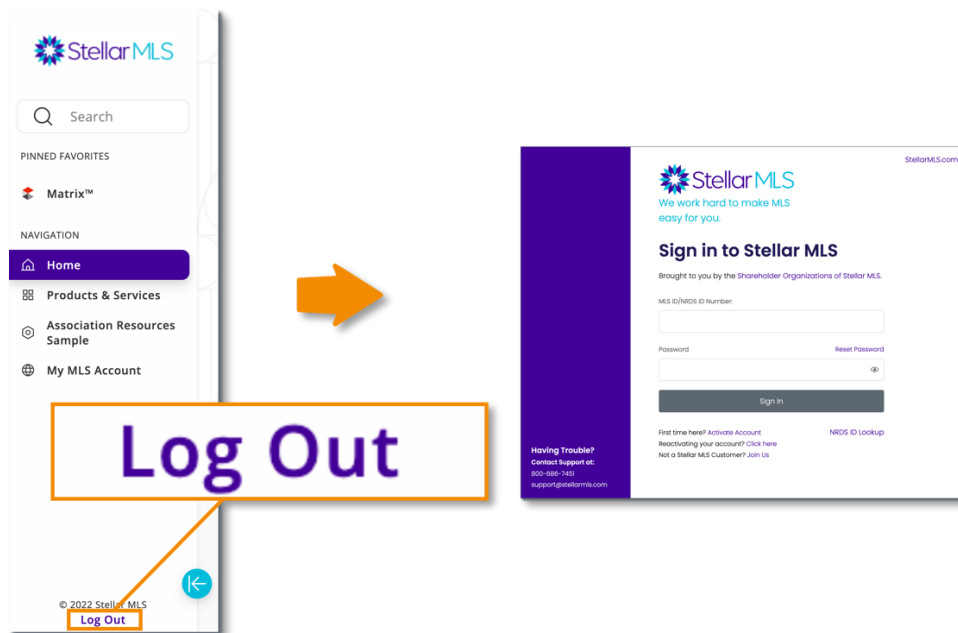 Stellar MLS
Search
PINNED FAVORITES
Matrix™
NAVIGATION
Home
Products & Services
Association Resources
Sample
My MLS Account
Log Out
© 2022 Stellar MLS
Log Out
StellarMLS.com
Stellar MLS
We work hard to make MLS
easy for you.
Sign in to Stellar MLS
Brought to you by the Shareholder Organizations of Stellar MLS.
MLS ID/NRDS ID Number:
Password Reset Password
Sign In
First time here? Activate Account NRDS ID Lookup
Reactivating your account? Click here
Not a Stellar MLS Customer? Join Us
Having Trouble?
Contact Support at:
800-686-7451
support@stellarmls.com